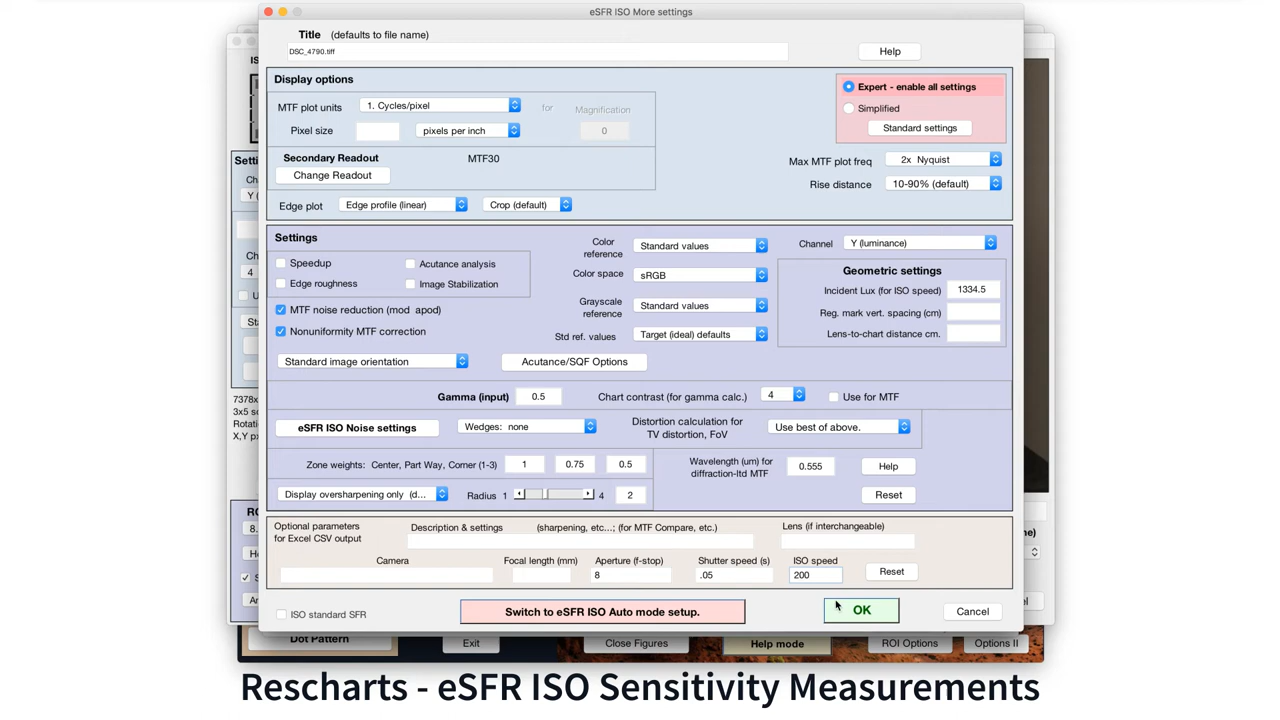 eSFR ISO More settings
Title (defaults to file name)
DSC_4790.tiff
Help
Display options
MTF plot units 1. Cycles/pixel for Magnification
Pixel size pixels per inch 0
Secondary Readout MTF30
Change Readout
Edge plot Edge profile (linear) Crop (default)
Expert - enable all settings
Simplified
Standard settings
Max MTF plot freq 2x Nyquist
Rise distance 10-90% (default)
Settings
Speedup Acutance analysis
Edge roughness Image Stabilization
MTF noise reduction (mod apod)
Nonuniformity MTF correction
Standard image orientation
Acutance/SQF Options
Color reference Standard values
Color space sRGB
Grayscale reference Standard values
Std ref. values Target (ideal) defaults
Channel Y (luminance)
Geometric settings
Incident Lux (for ISO speed) 1334.5
Reg. mark vert. spacing (cm)
Lens-to-chart distance cm.
Gamma (input) 0.5 Chart contrast (for gamma calc.) 4 Use for MTF
eSFR ISO Noise settings Wedges: none
Distortion calculation for
TV distortion, FoV
Use best of above.
Zone weights: Center, Part Way, Corner (1-3) 1 0.75 0.5
Wavelength (um) for
diffraction-ltd MTF
0.555 Help
Display oversharpening only (d... Radius 1 4 2
Reset
Optional parameters
for Excel CSV output
Description & settings (sharpening, etc...; (for MTF Compare, etc.) Lens (if interchangeable)
Camera Focal length (mm) Aperture (f-stop) Shutter speed (s) ISO speed
8 .05 200 Reset
ISO standard SFR
Switch to eSFR ISO Auto mode setup.
OK
Cancel
Dot Pattern
Exit
Close Figures
Help mode
ROI Options
Options II
Rescharts - eSFR ISO Sensitivity Measurements